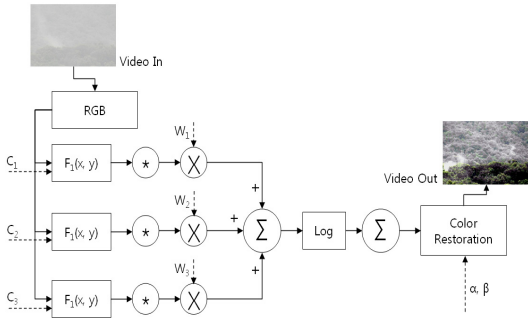 Video In
RGB
C1
F1(x, y)
*
W1
X
+
C2
F1(x, y)
*
W2
X
+
Σ
Log
Σ
Color
Restoration
Video Out
α, β
C3
F1(x, y)
*
W3
X
+